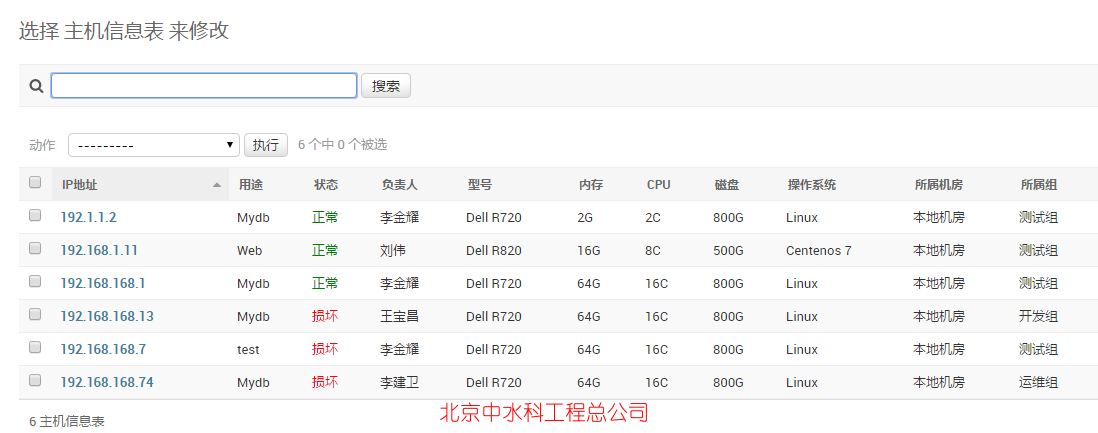 选择 主机信息表 来修改
搜索
动作 --------- 执行 6 个中 0 个被选
IP地址 用途 状态 负责人 型号 内存 CPU 磁盘 操作系统 所属机房 所属组
192.1.1.2 Mydb 正常 李金耀 Dell R720 2G 2C 800G Linux 本地机房 测试组
192.168.1.11 Web 正常 刘伟 Dell R820 16G 8C 500G Centenos 7 本地机房 测试组
192.168.168.1 Mydb 正常 李金耀 Dell R720 64G 16C 800G Linux 本地机房 测试组
192.168.168.13 Mydb 损坏 王宝昌 Dell R720 64G 16C 800G Linux 本地机房 开发组
192.168.168.7 test 损坏 李金耀 Dell R720 64G 16C 800G Linux 本地机房 测试组
192.168.168.74 Mydb 损坏 李建卫 Dell R720 64G 16C 800G Linux 本地机房 运维组
北京中水科工程总公司
6 主机信息表